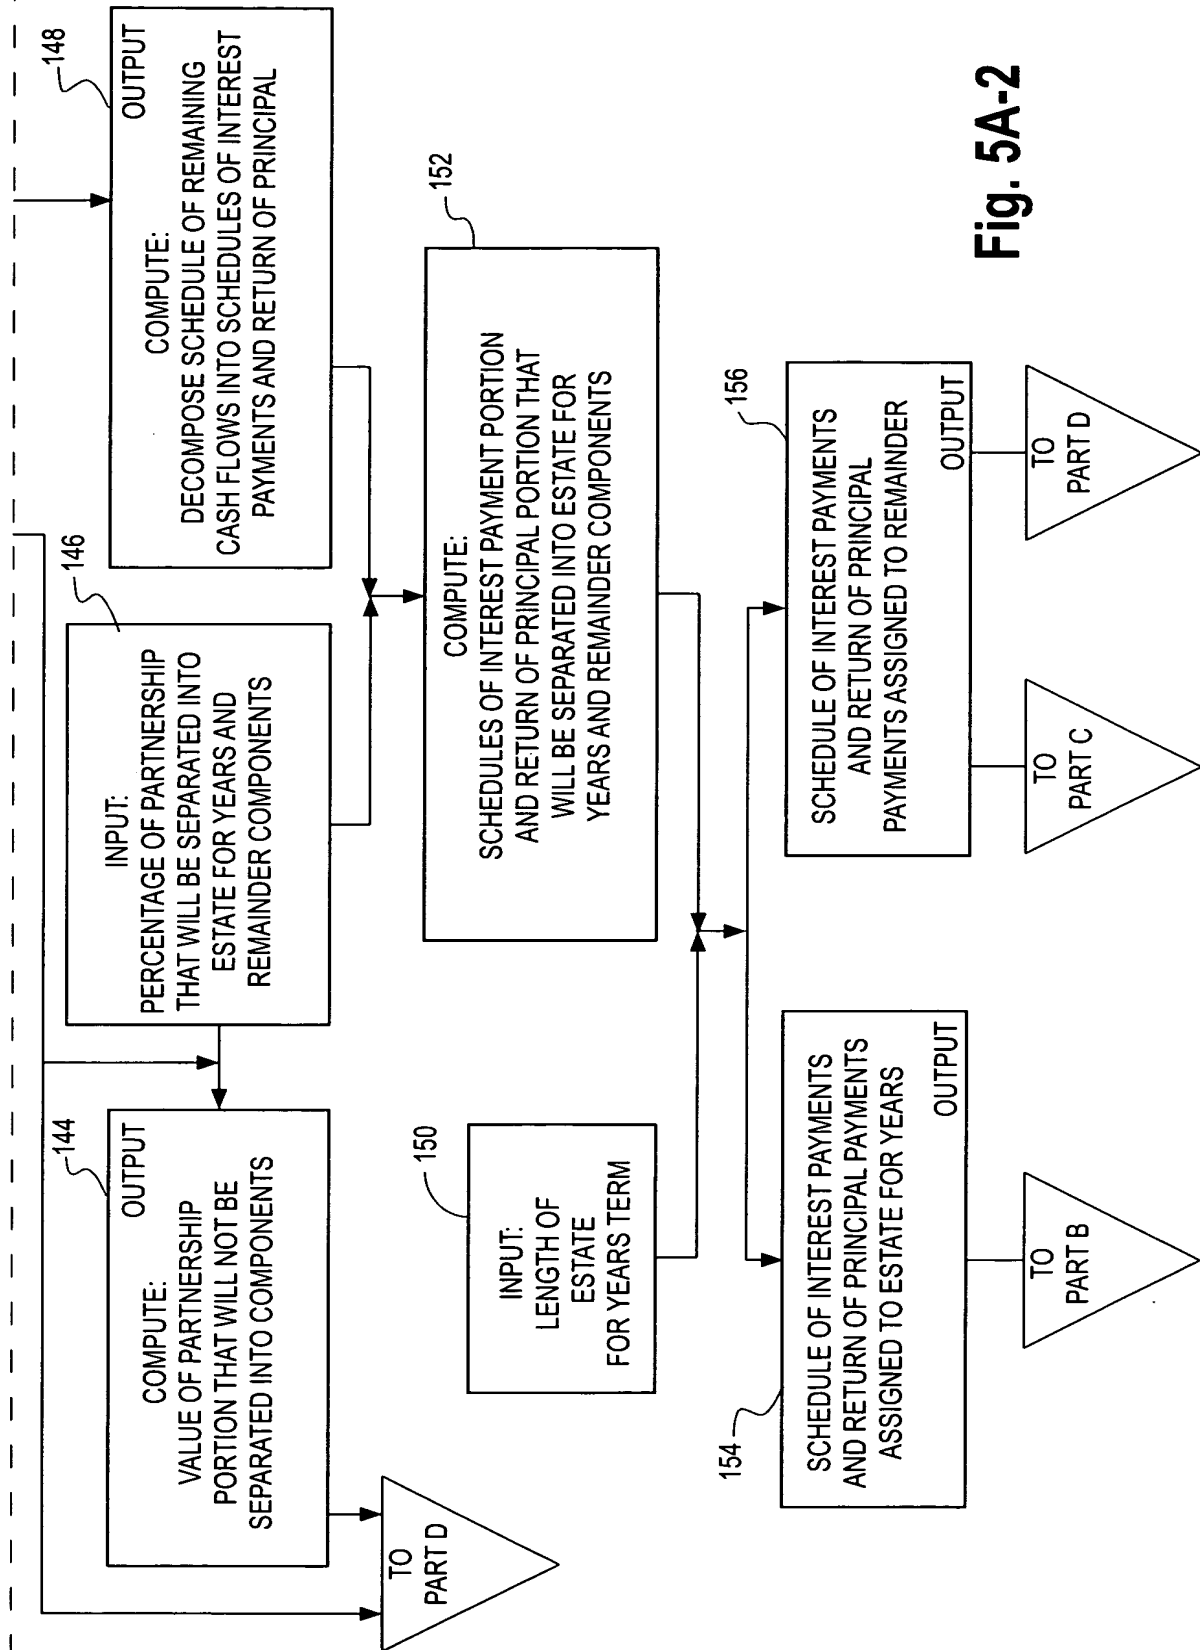 144
OUTPUT
COMPUTE:
VALUE OF PARTNERSHIP
PORTION THAT WILL NOT BE
SEPARATED INTO COMPONENTS
146
INPUT:
PERCENTAGE OF PARTNERSHIP
THAT WILL BE SEPARATED INTO
ESTATE FOR YEARS AND
REMAINDER COMPONENTS
148
OUTPUT
COMPUTE:
DECOMPOSE SCHEDULE OF REMAINING
CASH FLOWS INTO SCHEDULES OF INTEREST
PAYMENTS AND RETURN OF PRINCIPAL
TO
PART D
150
INPUT:
LENGTH OF
ESTATE
FOR YEARS TERM
152
COMPUTE:
SCHEDULES OF INTEREST PAYMENT PORTION
AND RETURN OF PRINCIPAL PORTION THAT
WILL BE SEPARATED INTO ESTATE FOR
YEARS AND REMAINDER COMPONENTS
154
SCHEDULE OF INTEREST PAYMENTS
AND RETURN OF PRINCIPAL PAYMENTS
ASSIGNED TO ESTATE FOR YEARS
OUTPUT
156
SCHEDULE OF INTEREST PAYMENTS
AND RETURN OF PRINCIPAL
PAYMENTS ASSIGNED TO REMAINDER
OUTPUT
TO
PART B
TO
PART C
TO
PART D
Fig. 5A-2